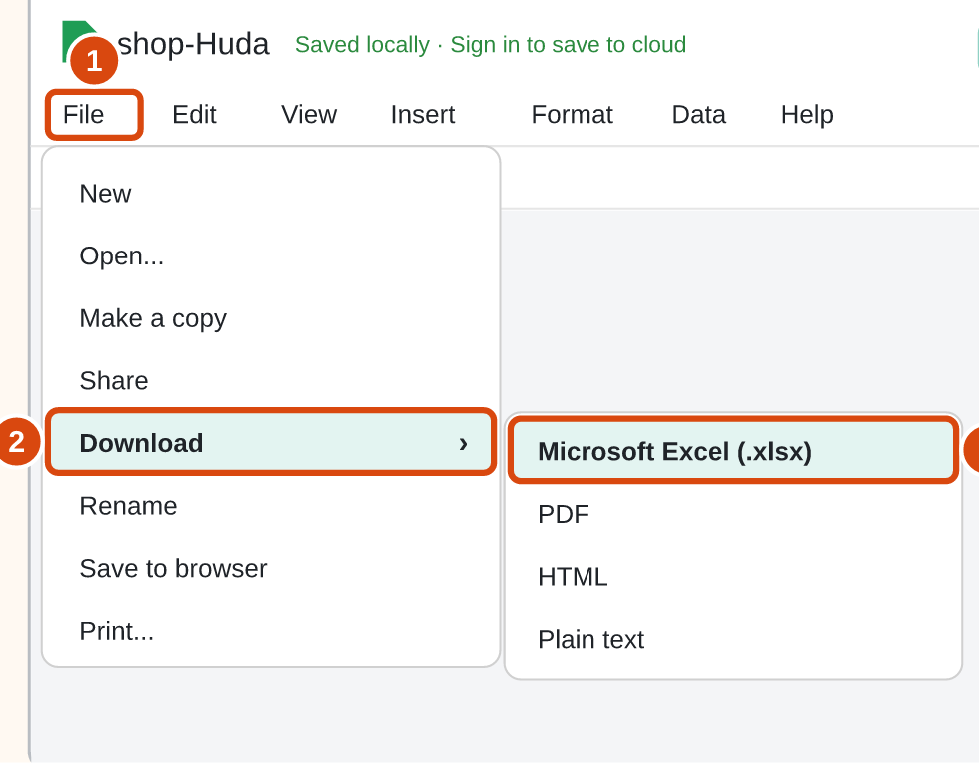 shop-Huda Saved locally · Sign in to save to cloud
1
File Edit View Insert Format Data Help
New
Open...
Make a copy
Share
2 Download › Microsoft Excel (.xlsx)
Rename PDF
Save to browser HTML
Print... Plain text